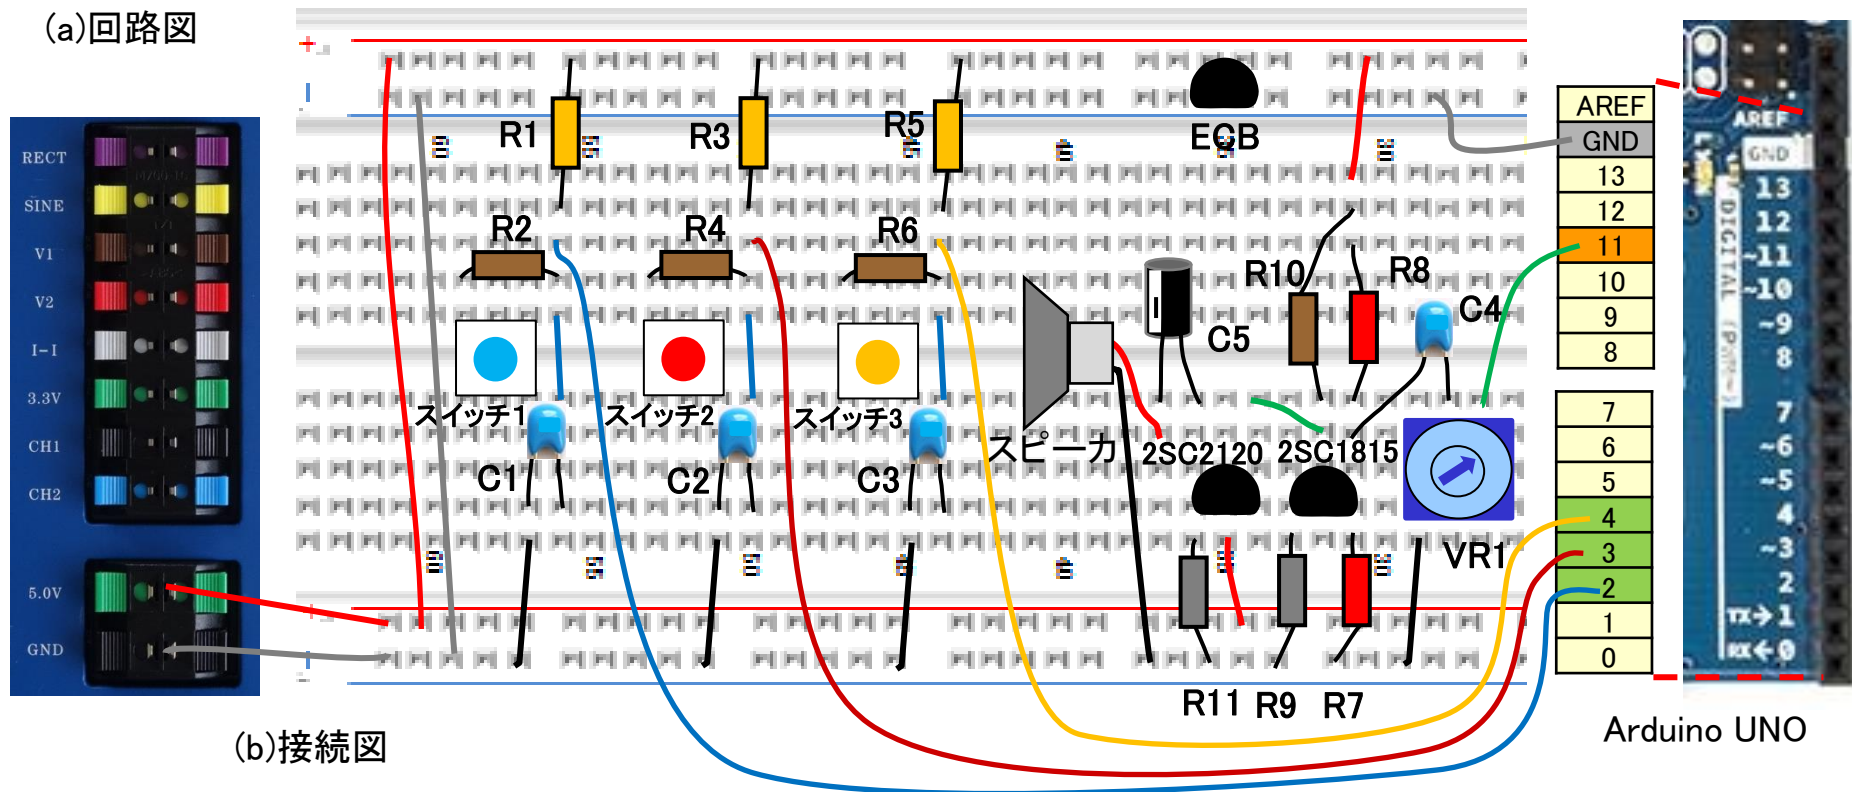 (a)回路図
RECT
SINE
V1
V2
I-I
3.3V
CH1
CH2
5.0V
GND
R1
R3
R5
ECB
R2
R4
R6
R10
R8
C4
C5
スイッチ1
スイッチ2
スイッチ3
スピーカ
2SC2120
2SC1815
C1
C2
C3
VR1
R11
R9
R7
AREF
GND
13
12
11
10
9
8
7
6
5
4
3
2
1
0
AREF
GND
13
12
~11
~10
~9
8
7
~6
~5
4
~3
2
TX→1
RX←0
DIGITAL (PWM~)
(b)接続図
Arduino UNO